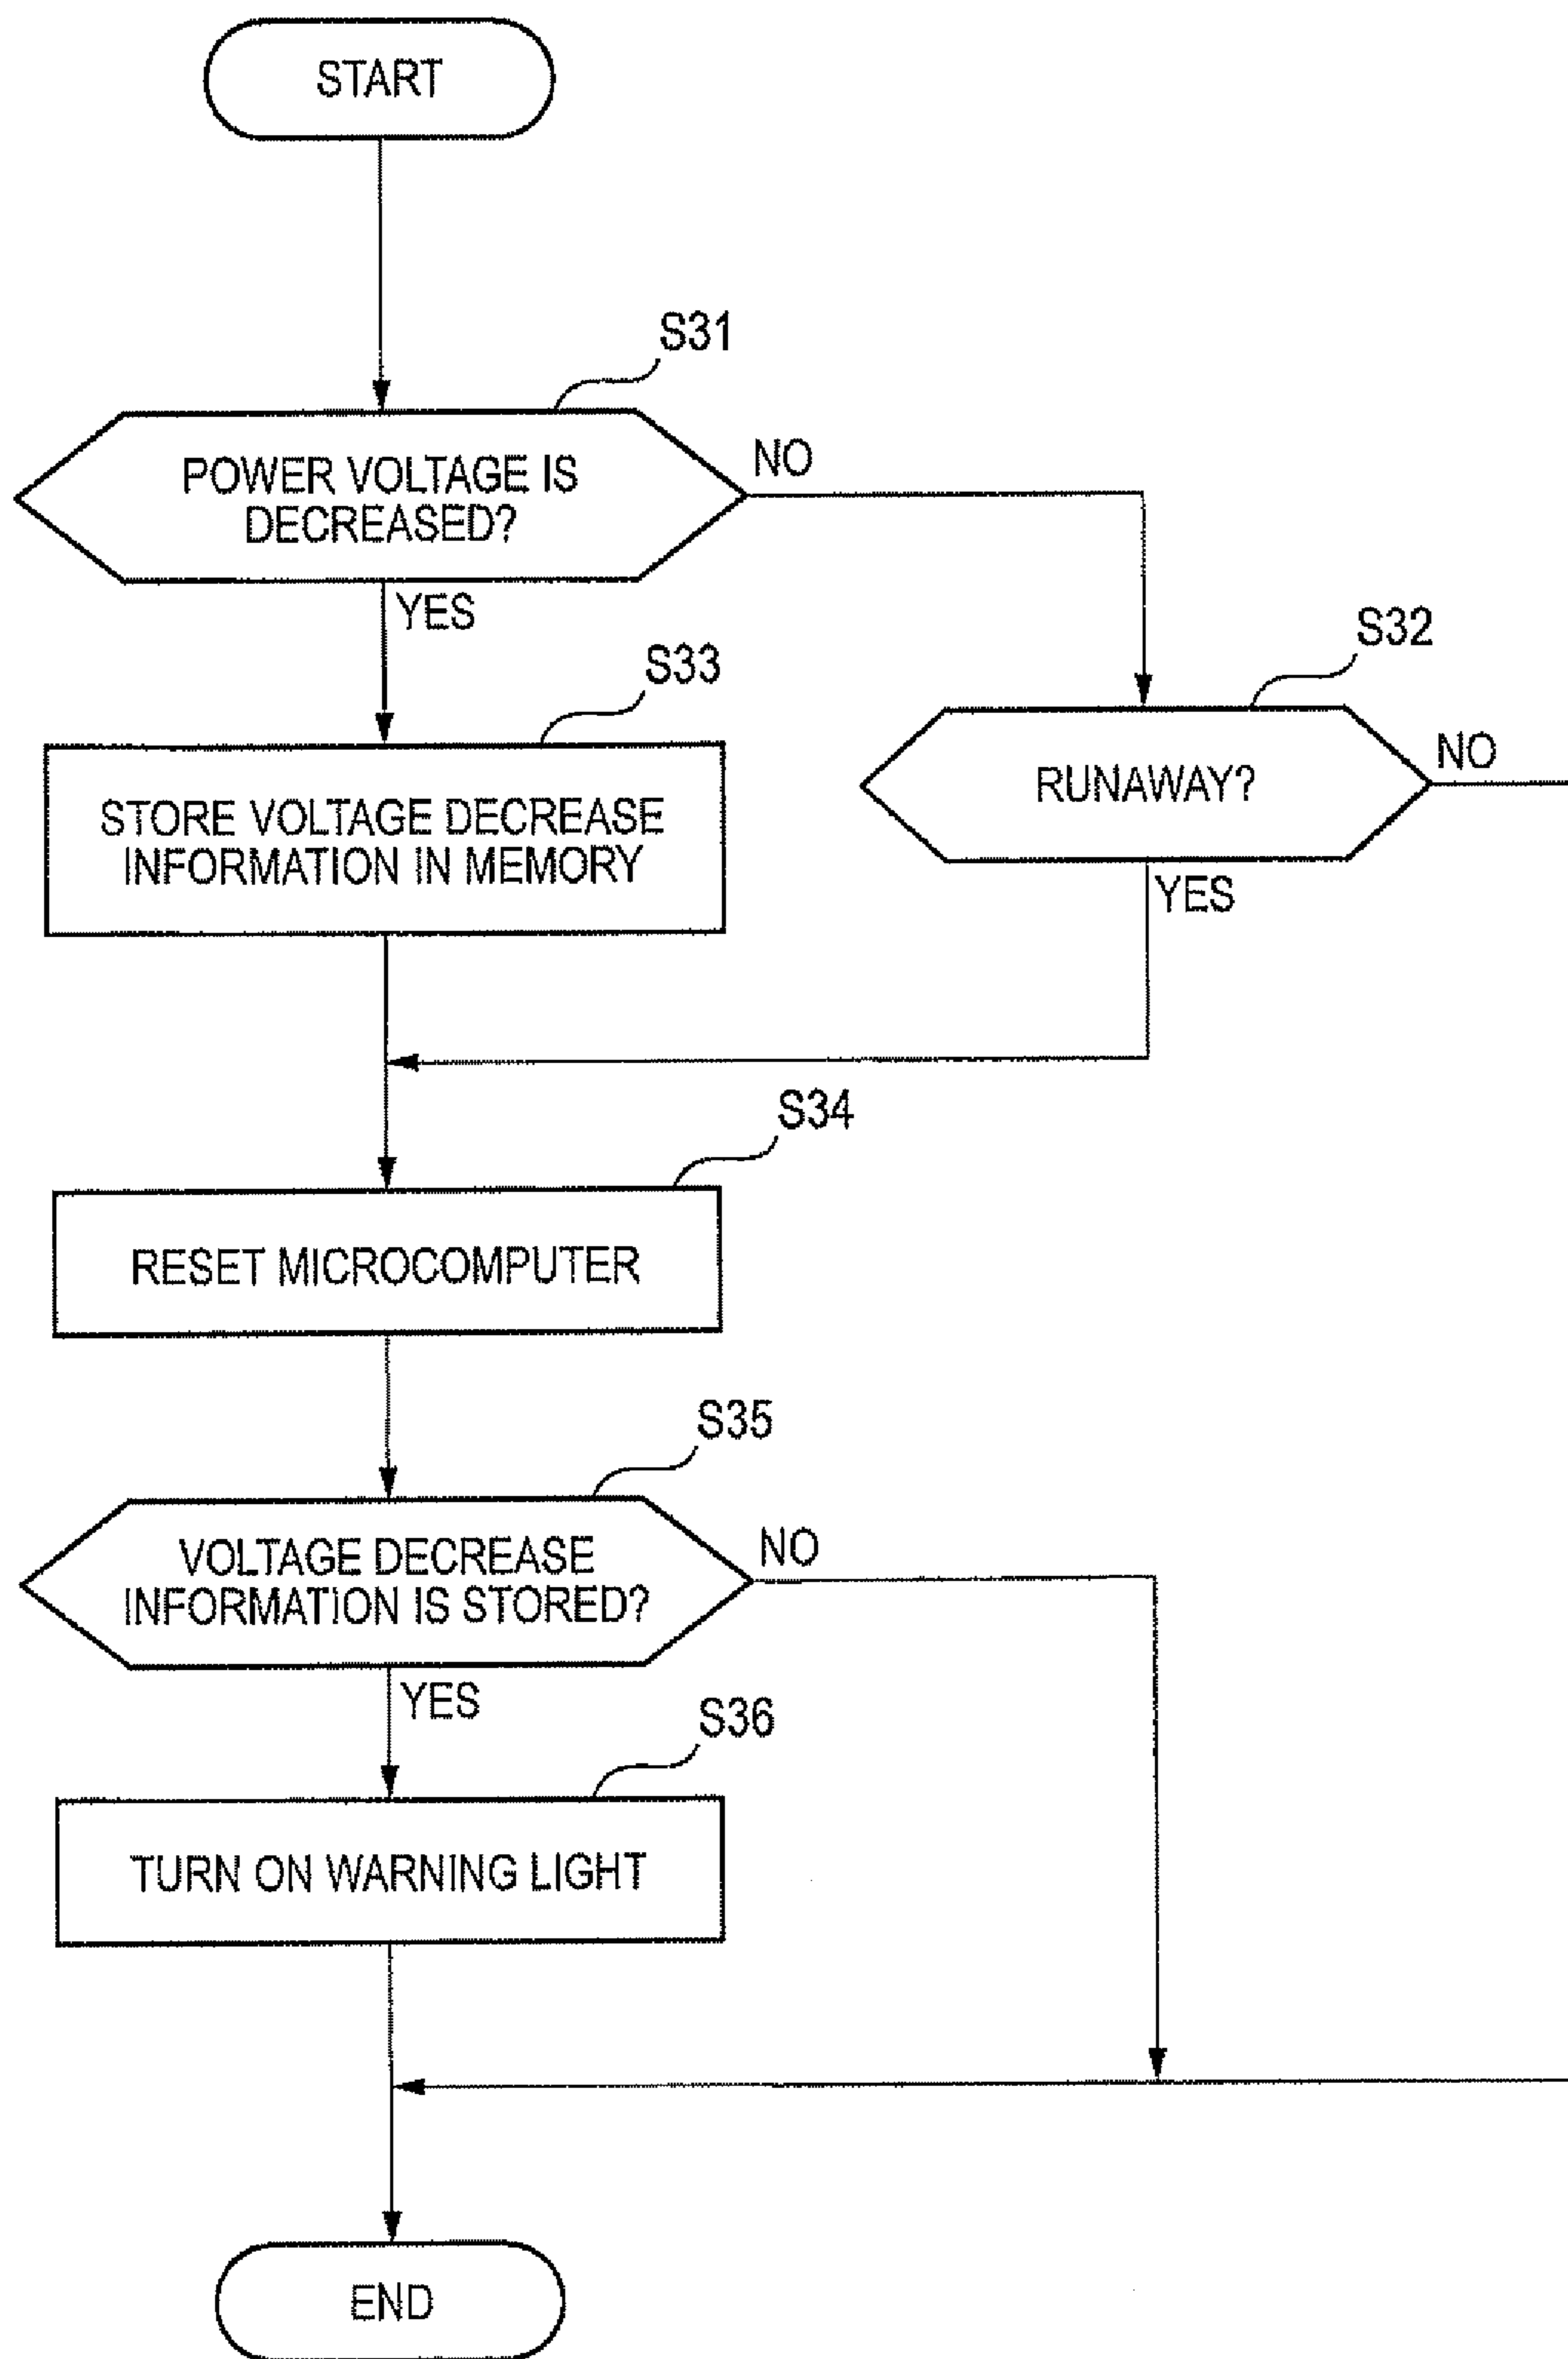 START
S31
POWER VOLTAGE IS
DECREASED?
NO
YES
S32
S33
RUNAWAY?
NO
STORE VOLTAGE DECREASE
INFORMATION IN MEMORY
YES
S34
RESET MICROCOMPUTER
S35
VOLTAGE DECREASE
INFORMATION IS STORED?
NO
YES
S36
TURN ON WARNING LIGHT
END